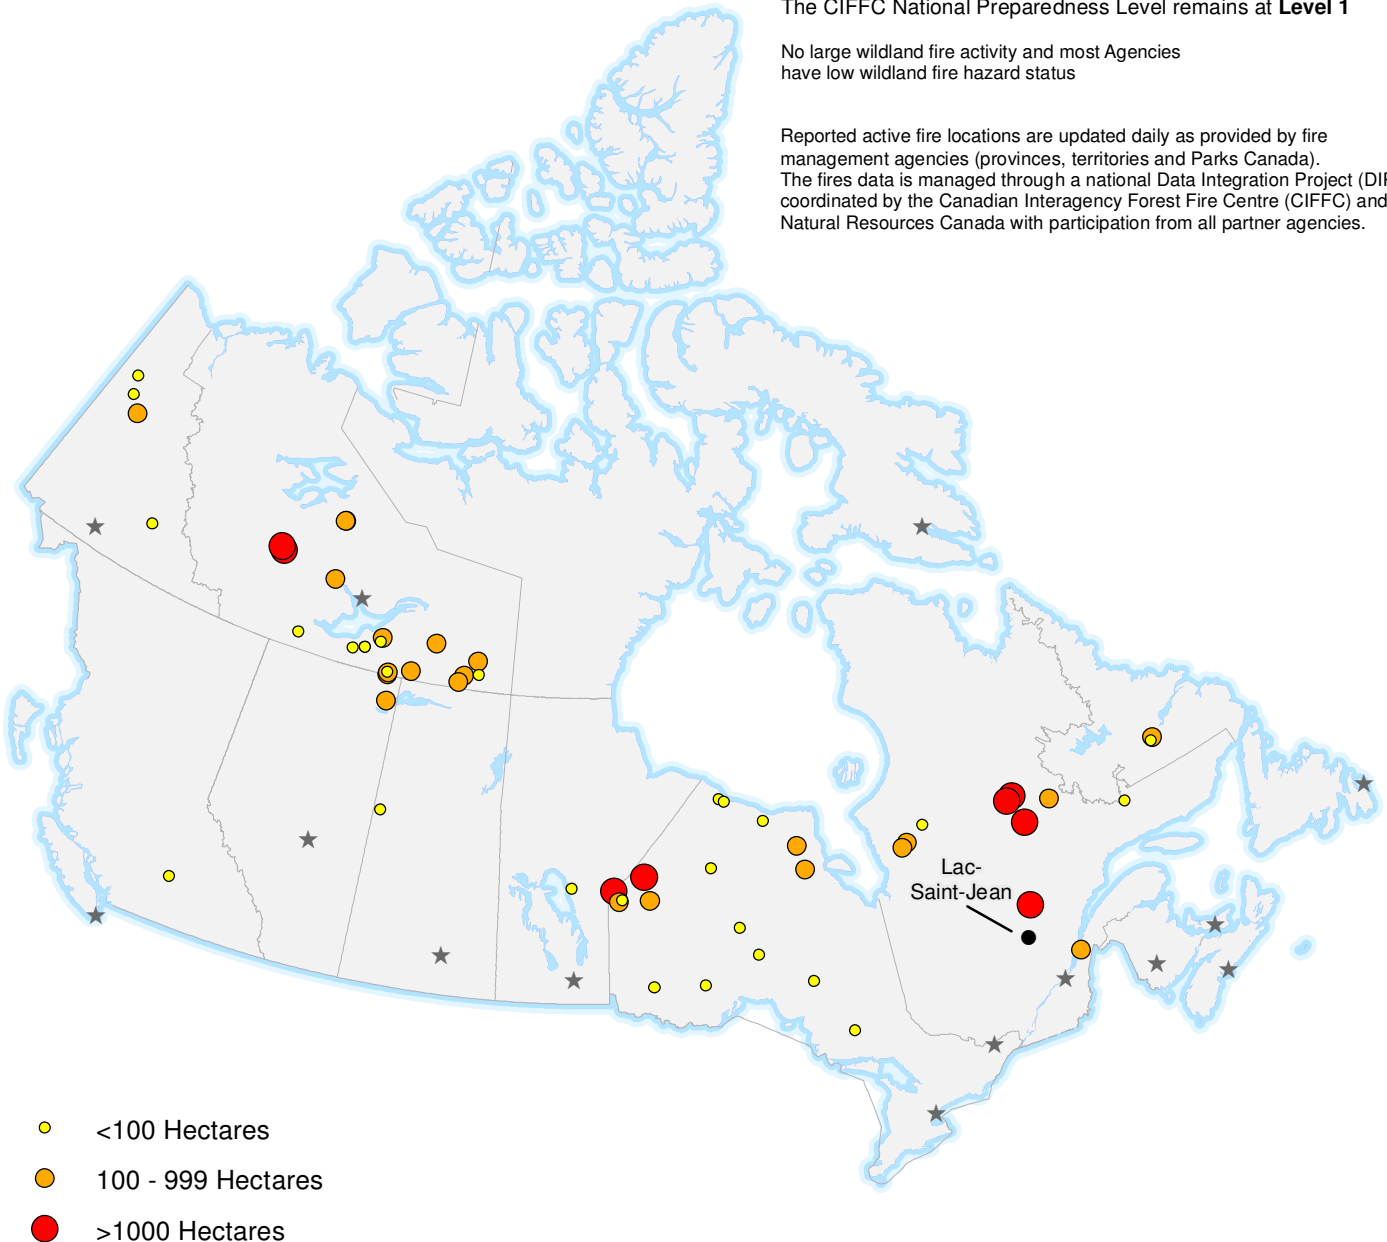 The CIFFC National Preparedness Level remains at Level 1
No large wildland fire activity and most Agencies
have low wildland fire hazard status
Reported active fire locations are updated daily as provided by fire
management agencies (provinces, territories and Parks Canada).
The fires data is managed through a national Data Integration Project (DIF
coordinated by the Canadian Interagency Forest Fire Centre (CIFFC) and
Natural Resources Canada with participation from all partner agencies.
Lac-
Saint-Jean
<100 Hectares
100 - 999 Hectares
>1000 Hectares